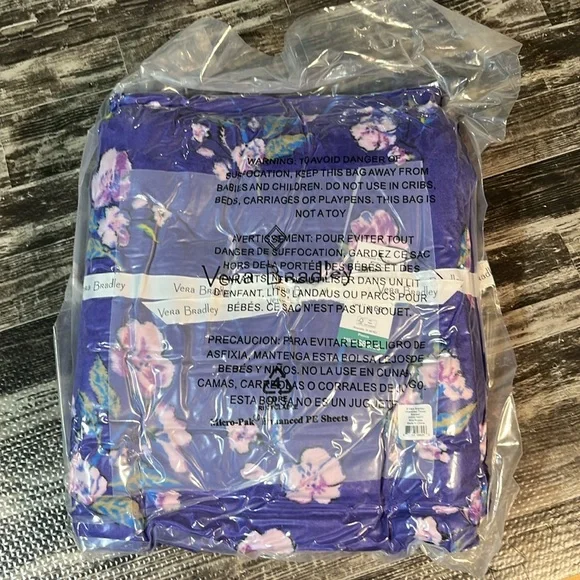 WARNING: TO AVOID DANGER OF
SUFFOCATION, KEEP THIS BAG AWAY FROM
BABIES AND CHILDREN. DO NOT USE IN CRIBS,
BEDS, CARRIAGES OR PLAYPENS. THIS BAG IS
NOT A TOY
AVERTISSEMENT: POUR EVITER TOUT
DANGER DE SUFFOCATION, GARDEZ CE SAC
HORS DE LA PORTÉE DES BÉBÉS ET DES
Vera Bradley
UTILISER DANS UN LIT
Vera Bradley
D'ENFANT, LITS, LANDAUS OU PARCS POUR
Vera Bradley
BÉBÉS. CE SAC N'EST PAS UN JOUET.
PRECAUCION: PARA EVITAR EL PELIGRO DE
ASFIXIA, MANTENGA ESTA BOLSA LEJOS DE
BEBÉS Y NIÑOS. NO LA USE EN CUNAS,
CAMAS, CARREOLAS O CORRALES DE JUEGO.
ESTA BOLSA NO ES UN JUGUETE
Micro-Pak Enhanced PE Sheets